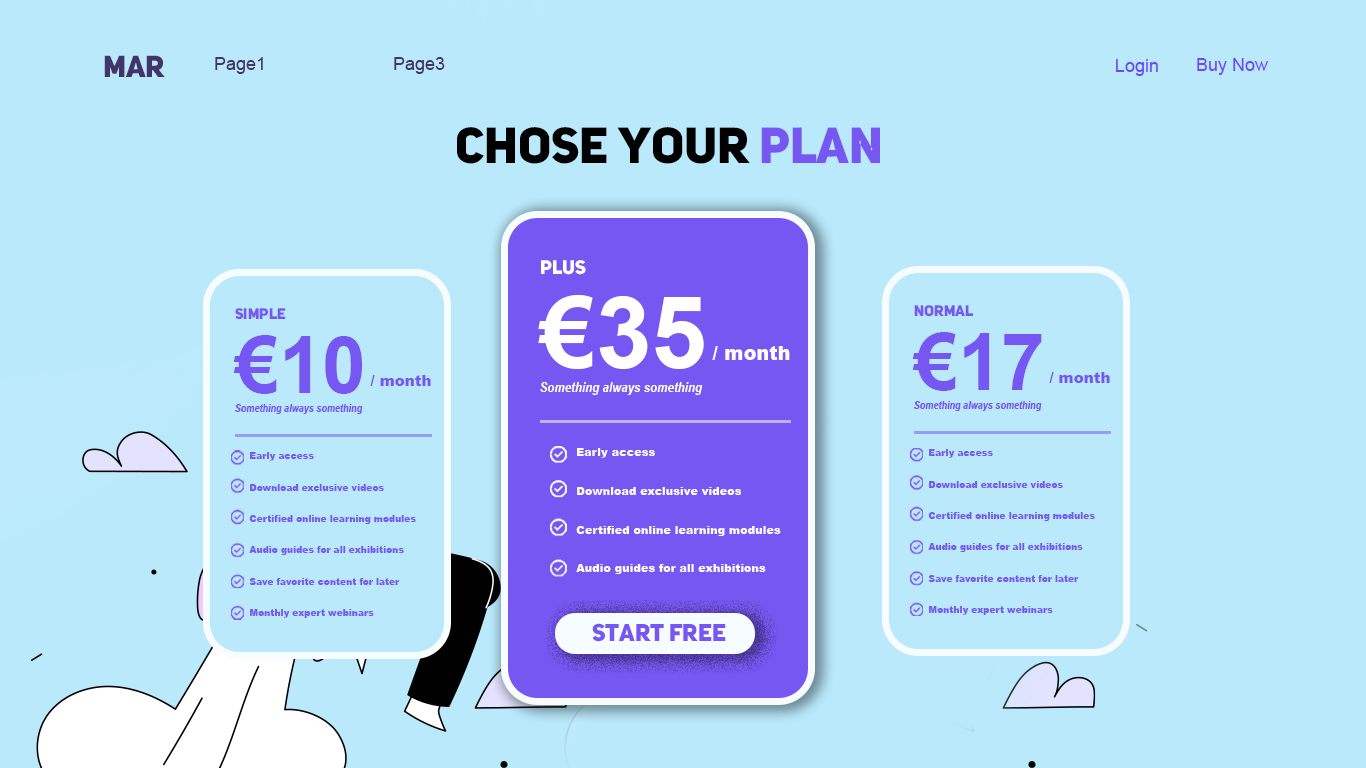 MAR Page1 Page3 Login Buy Now
CHOSE YOUR PLAN
SIMPLE
€10 / month
Something always something
Early access
Download exclusive videos
Certified online learning modules
Audio guides for all exhibitions
Save favorite content for later
Monthly expert webinars
PLUS
€35 / month
Something always something
Early access
Download exclusive videos
Certified online learning modules
Audio guides for all exhibitions
START FREE
NORMAL
€17 / month
Something always something
Early access
Download exclusive videos
Certified online learning modules
Audio guides for all exhibitions
Save favorite content for later
Monthly expert webinars